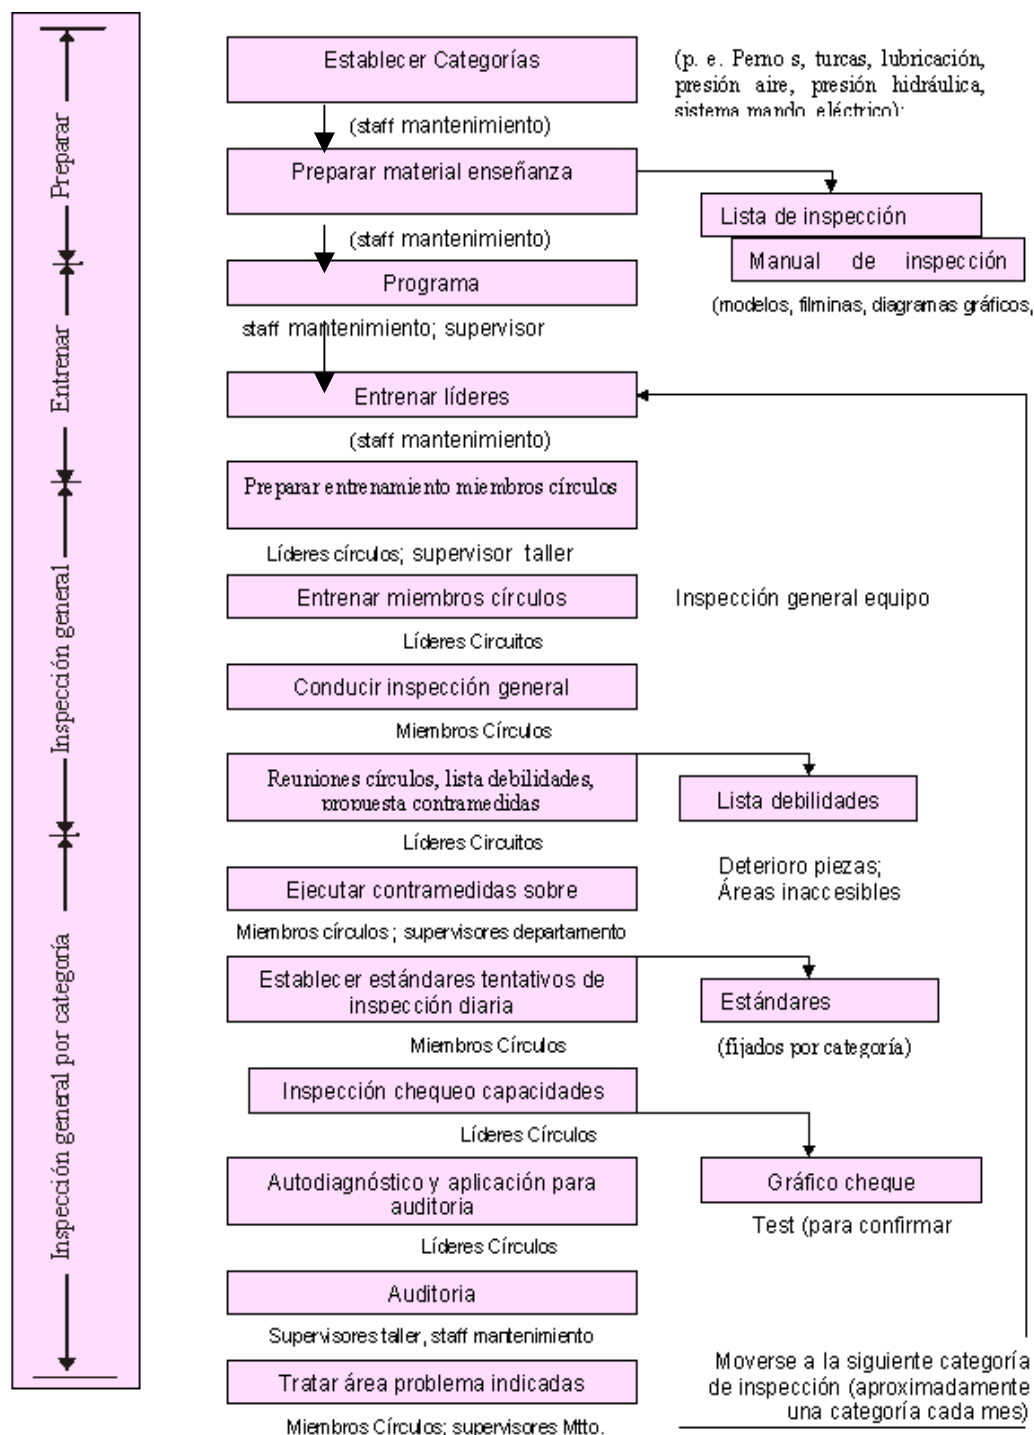 Preparar
Entrenar
Inspección general
Inspección general por categoría
Establecer Categorías
(p. e. Perno s, turcas, lubricación,
presión aire, presión hidráulica,
sistema mando eléctrico):
(staff mantenimiento)
Preparar material enseñanza
Lista de inspección
Manual de inspección
(modelos, filminas, diagramas gráficos,
(staff mantenimiento)
Programa
staff mantenimiento; supervisor
Entrenar líderes
(staff mantenimiento)
Preparar entrenamiento miembros círculos
Líderes círculos; supervisor taller
Entrenar miembros círculos
Inspección general equipo
Líderes Circuitos
Conducir inspección general
Miembros Círculos
Reuniones círculos, lista debilidades,
propuesta contramedidas
Lista debilidades
Líderes Circuitos
Deterioro piezas;
Áreas inaccesibles
Ejecutar contramedidas sobre
Miembros círculos ; supervisores departamento
Establecer estándares tentativos de
inspección diaria
Estándares
(fijados por categoría)
Miembros Círculos
Inspección chequeo capacidades
Líderes Círculos
Autodiagnóstico y aplicación para
auditoria
Gráfico cheque
Test (para confirmar
Líderes Círculos
Auditoria
Supervisores taller, staff mantenimiento
Tratar área problema indicadas
Miembros Círculos; supervisores Mtto.
Moverse a la siguiente categoría
de inspección (aproximadamente
una categoría cada mes)